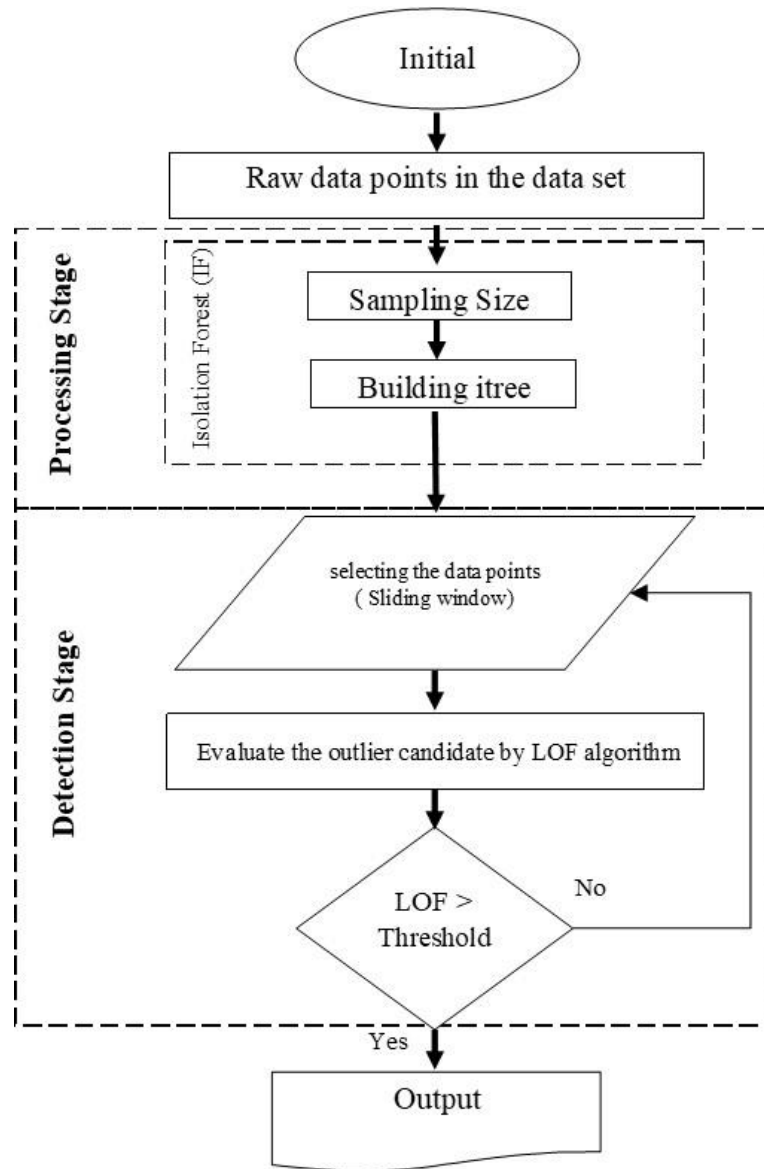 Initial
Raw data points in the data set
Processing Stage
Isolation Forest (IF)
Sampling Size
Building itree
Detection Stage
selecting the data points
( Sliding window)
Evaluate the outlier candidate by LOF algorithm
LOF >
Threshold
No
Yes
Output